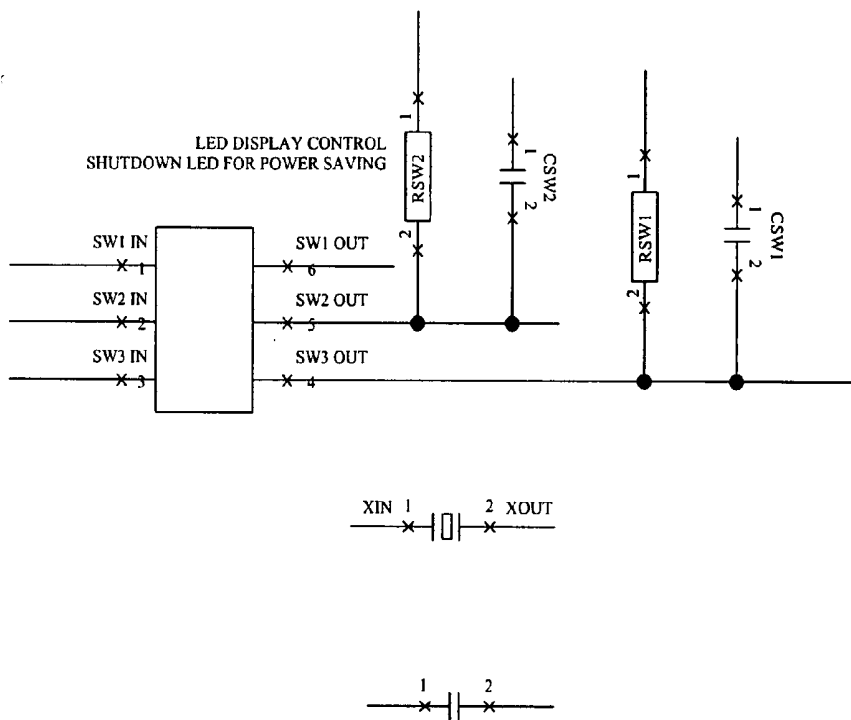 LED DISPLAY CONTROL
SHUTDOWN LED FOR POWER SAVING
1
RSW2
2
1
CSW2
2
1
RSW1
2
1
CSW1
2
SW1 IN
1
SW1 OUT
6
SW2 IN
2
SW2 OUT
5
SW3 IN
3
SW3 OUT
4
XIN 1 2 XOUT
1 2